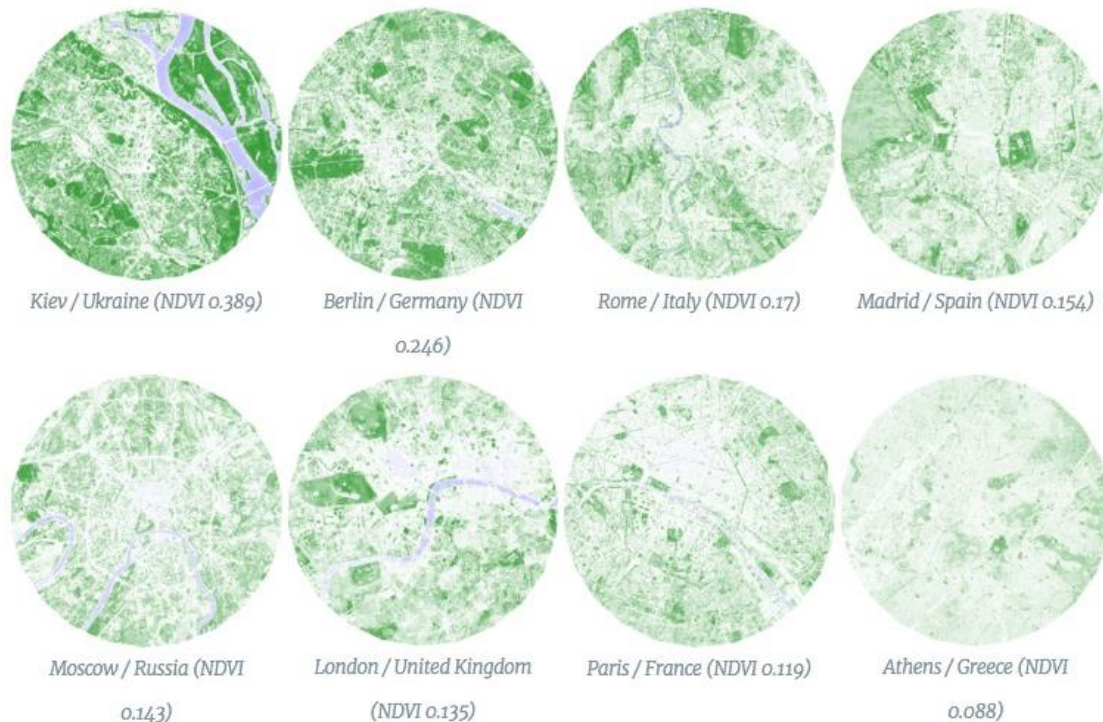 Kiev / Ukraine (NDVI 0.389)
Berlin / Germany (NDVI
0.246)
Rome / Italy (NDVI 0.17)
Madrid / Spain (NDVI 0.154)
Moscow / Russia (NDVI
0.143)
London / United Kingdom
(NDVI 0.135)
Paris / France (NDVI 0.119)
Athens / Greece (NDVI
0.088)